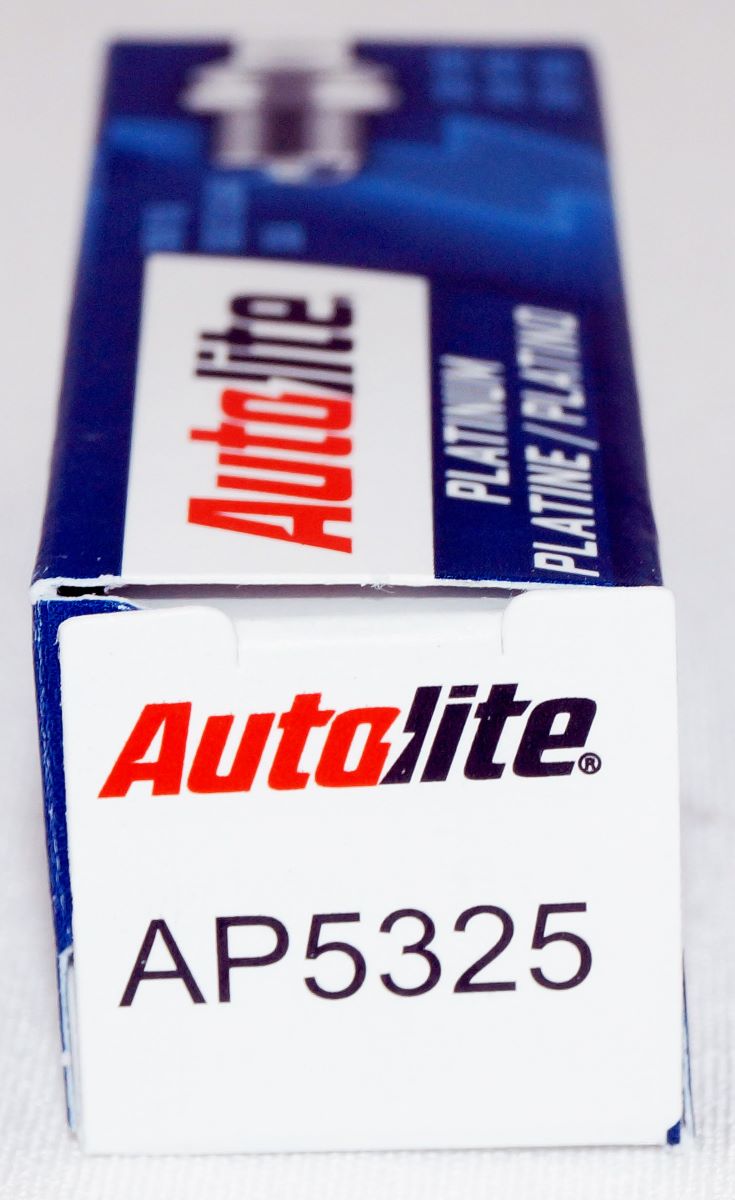 Autolite
PLATINUM
PLATINE / PLATINO
Autolite®
AP5325